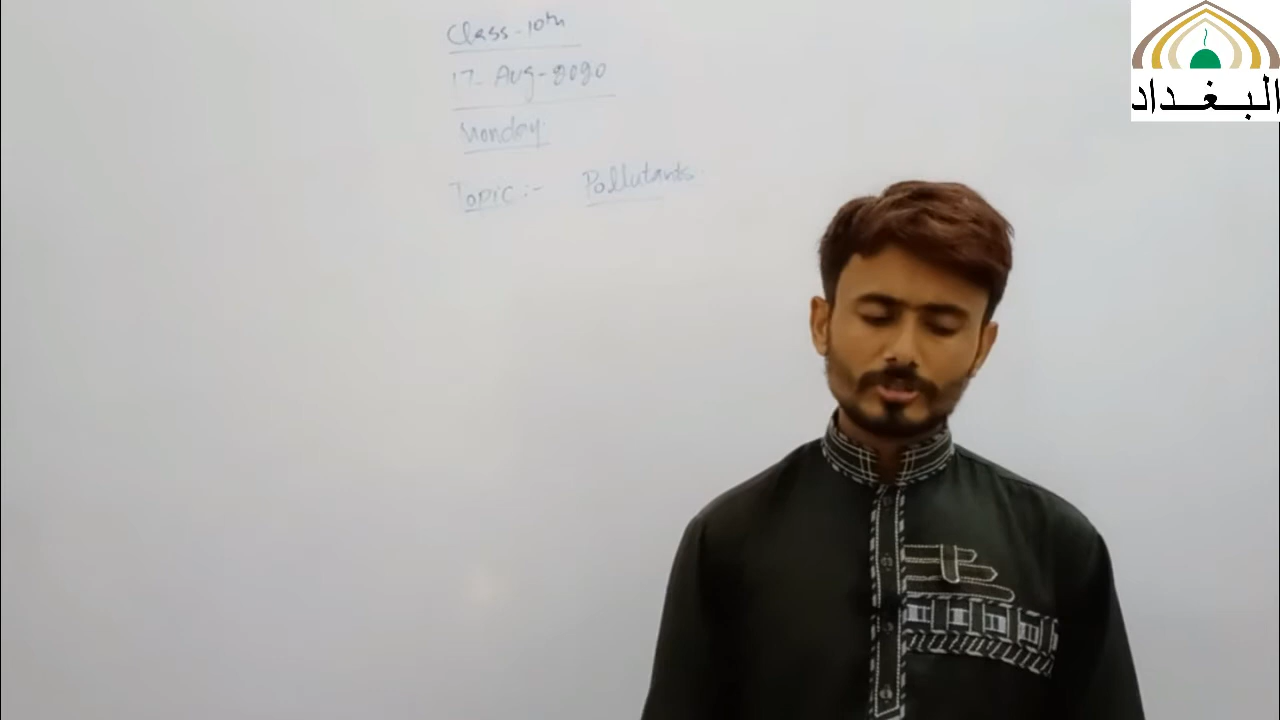 Class-10th
17-Aug-2020
Monday
Topic:- Pollutants
البغداد